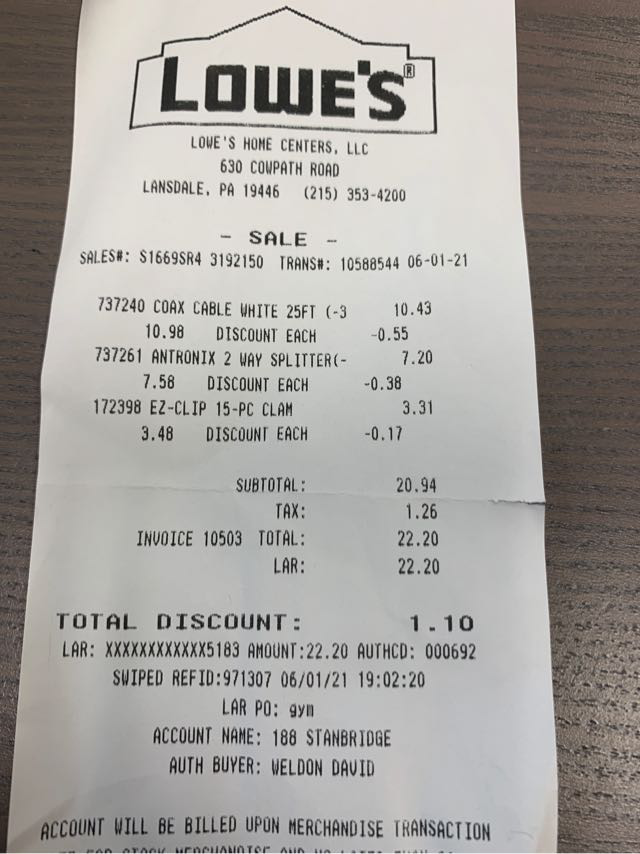 LOWE'S®
LOWE'S HOME CENTERS, LLC
630 COWPATH ROAD
LANSDALE, PA 19446 (215) 353-4200
- SALE -
SALES#: S1669SR4 3192150 TRANS#: 10588544 06-01-21
737240 COAX CABLE WHITE 25FT (-3 10.43
10.98 DISCOUNT EACH -0.55
737261 ANTRONIX 2 WAY SPLITTER(- 7.20
7.58 DISCOUNT EACH -0.38
172398 EZ-CLIP 15-PC CLAM 3.31
3.48 DISCOUNT EACH -0.17
SUBTOTAL: 20.94
TAX: 1.26
INVOICE 10503 TOTAL: 22.20
LAR: 22.20
TOTAL DISCOUNT: 1.10
LAR: XXXXXXXXXXXX5183 AMOUNT:22.20 AUTHCD: 000692
SWIPED REFID:971307 06/01/21 19:02:20
LAR PO: gym
ACCOUNT NAME: 188 STANBRIDGE
AUTH BUYER: WELDON DAVID
ACCOUNT WILL BE BILLED UPON MERCHANDISE TRANSACTION